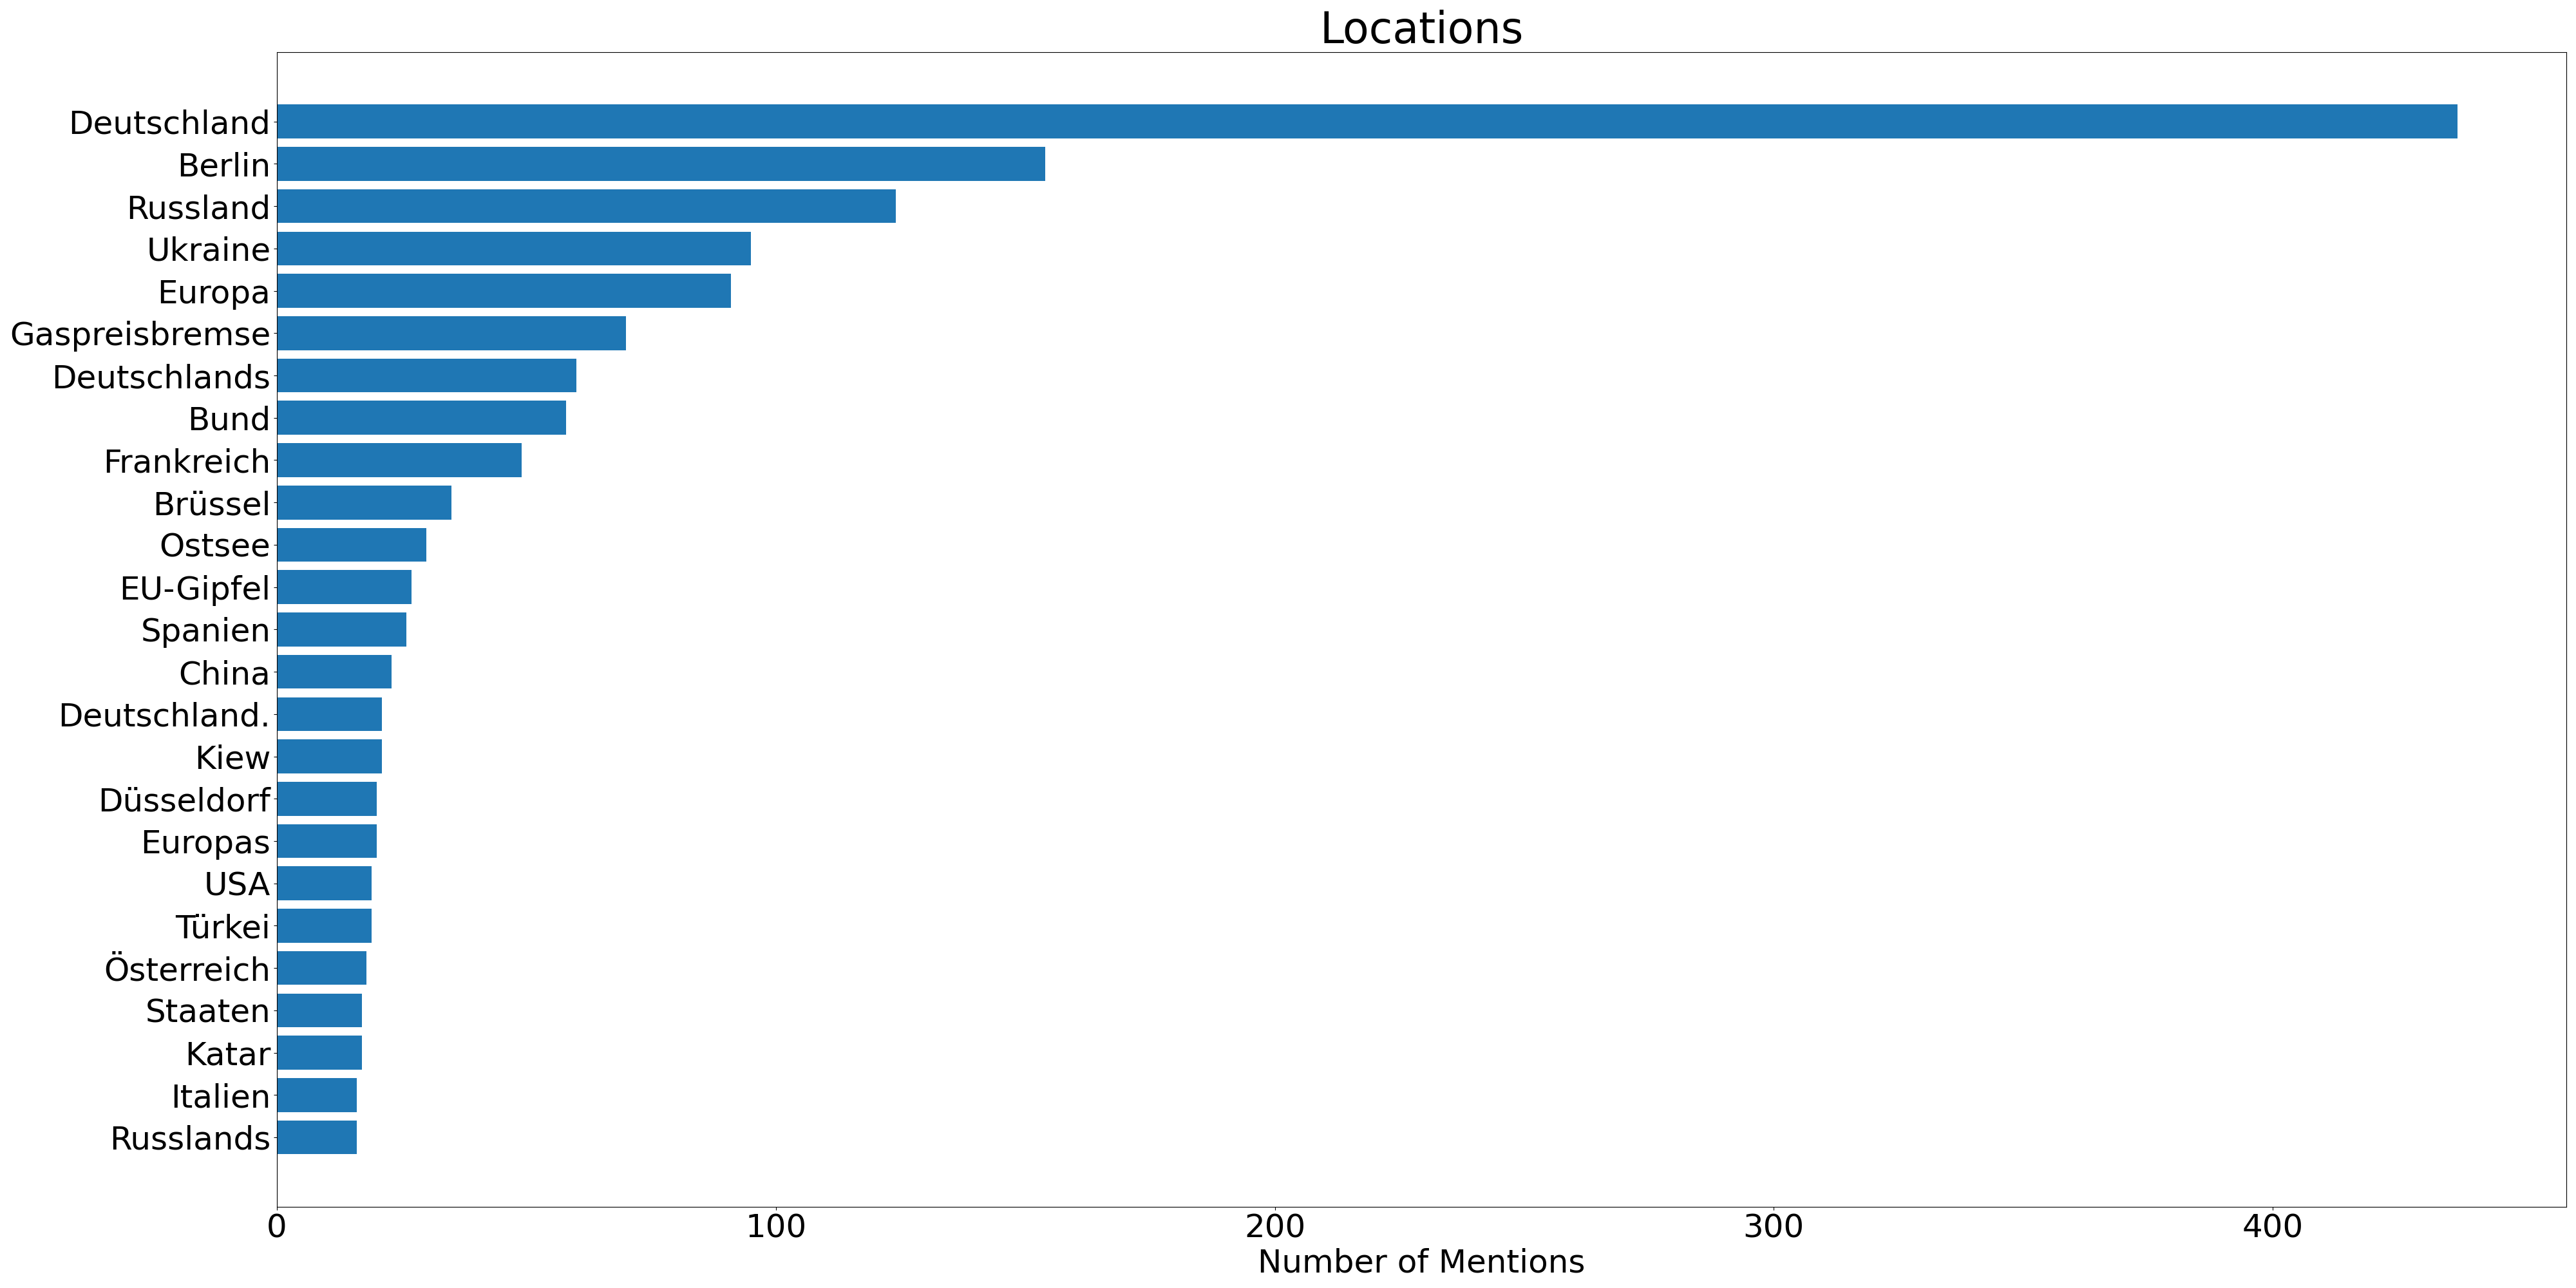 Locations
Deutschland
Berlin
Russland
Ukraine
Europa
Gaspreisbremse
Deutschlands
Bund
Frankreich
Brüssel
Ostsee
EU-Gipfel
Spanien
China
Deutschland.
Kiew
Düsseldorf
Europas
USA
Türkei
Österreich
Staaten
Katar
Italien
Russlands
0 100 200 300 400
Number of Mentions